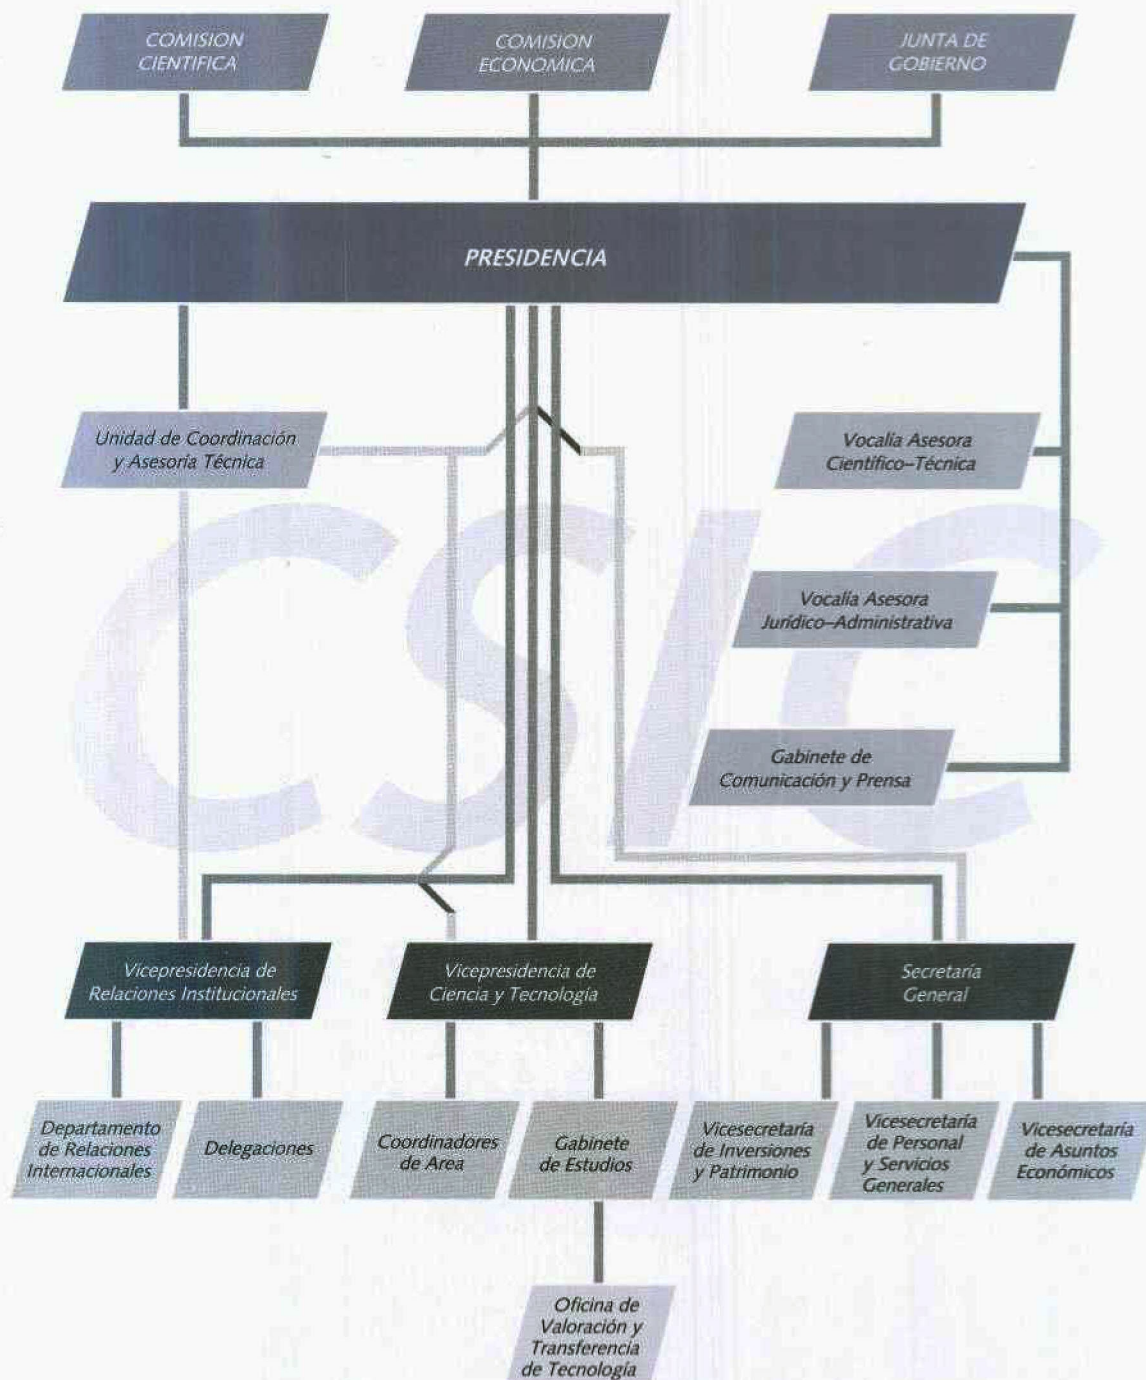 COMISION
CIENTIFICA
COMISION
ECONOMICA
JUNTA DE
GOBIERNO
PRESIDENCIA
Unidad de Coordinación
y Asesoría Técnica
Vocalía Asesora
Científico–Técnica
Vocalía Asesora
Jurídico–Administrativa
Gabinete de
Comunicación y Prensa
CSIC
Vicepresidencia de
Relaciones Institucionales
Vicepresidencia de
Ciencia y Tecnología
Secretaría
General
Departamento
de Relaciones
Internacionales
Delegaciones
Coordinadores
de Area
Gabinete
de Estudios
Vicesecretaría
de Inversiones
y Patrimonio
Vicesecretaría
de Personal
y Servicios
Generales
Vicesecretaría
de Asuntos
Económicos
Oficina de
Valoración y
Transferencia
de Tecnología